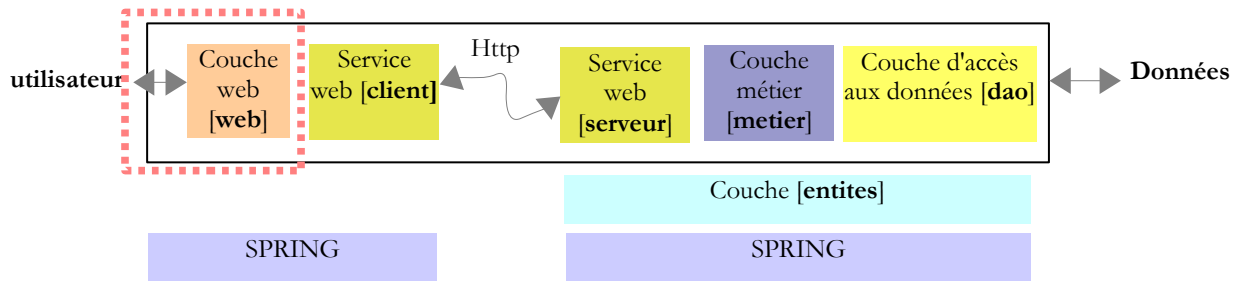 utilisateur
Couche
web
[web]
Service
web [client]
Http
Service
web
[serveur]
Couche
métier
[metier]
Couche d'accès
aux données [dao]
Données
Couche [entites]
SPRING
SPRING